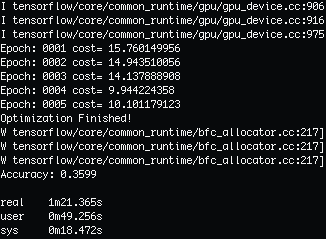 I tensorflow/core/common_runtime/gpu/gpu_device.cc:906
I tensorflow/core/common_runtime/gpu/gpu_device.cc:916
I tensorflow/core/common_runtime/gpu/gpu_device.cc:975
Epoch: 0001 cost= 15.760149956
Epoch: 0002 cost= 14.943510056
Epoch: 0003 cost= 14.137888908
Epoch: 0004 cost= 9.944224358
Epoch: 0005 cost= 10.101179123
Optimization Finished!
W tensorflow/core/common_runtime/bfc_allocator.cc:217]
W tensorflow/core/common_runtime/bfc_allocator.cc:217]
W tensorflow/core/common_runtime/bfc_allocator.cc:217]
Accuracy: 0.3599
real 1m21.365s
user 0m49.256s
sys 0m18.472s